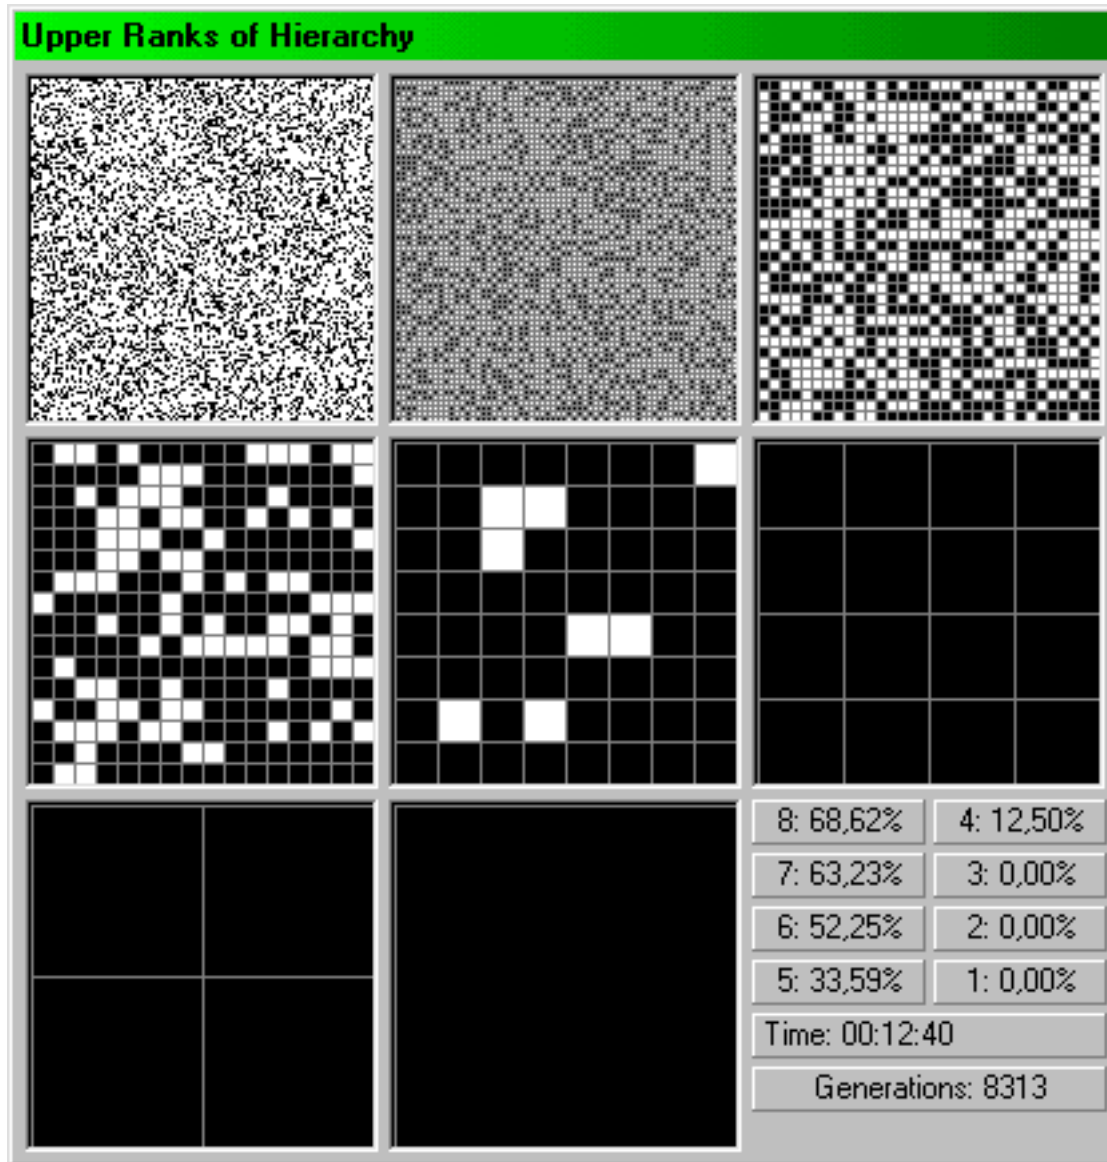 Upper Ranks of Hierarchy
8: 68,62% 4: 12,50%
7: 63,23% 3: 0,00%
6: 52,25% 2: 0,00%
5: 33,59% 1: 0,00%
Time: 00:12:40
Generations: 8313